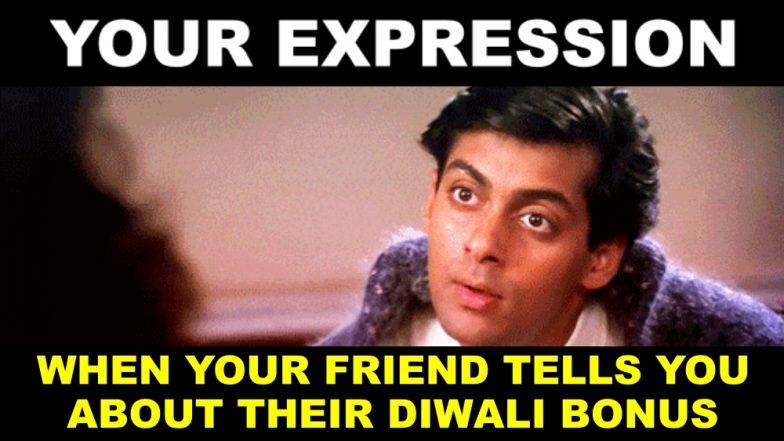 YOUR EXPRESSION
WHEN YOUR FRIEND TELLS YOU
ABOUT THEIR DIWALI BONUS